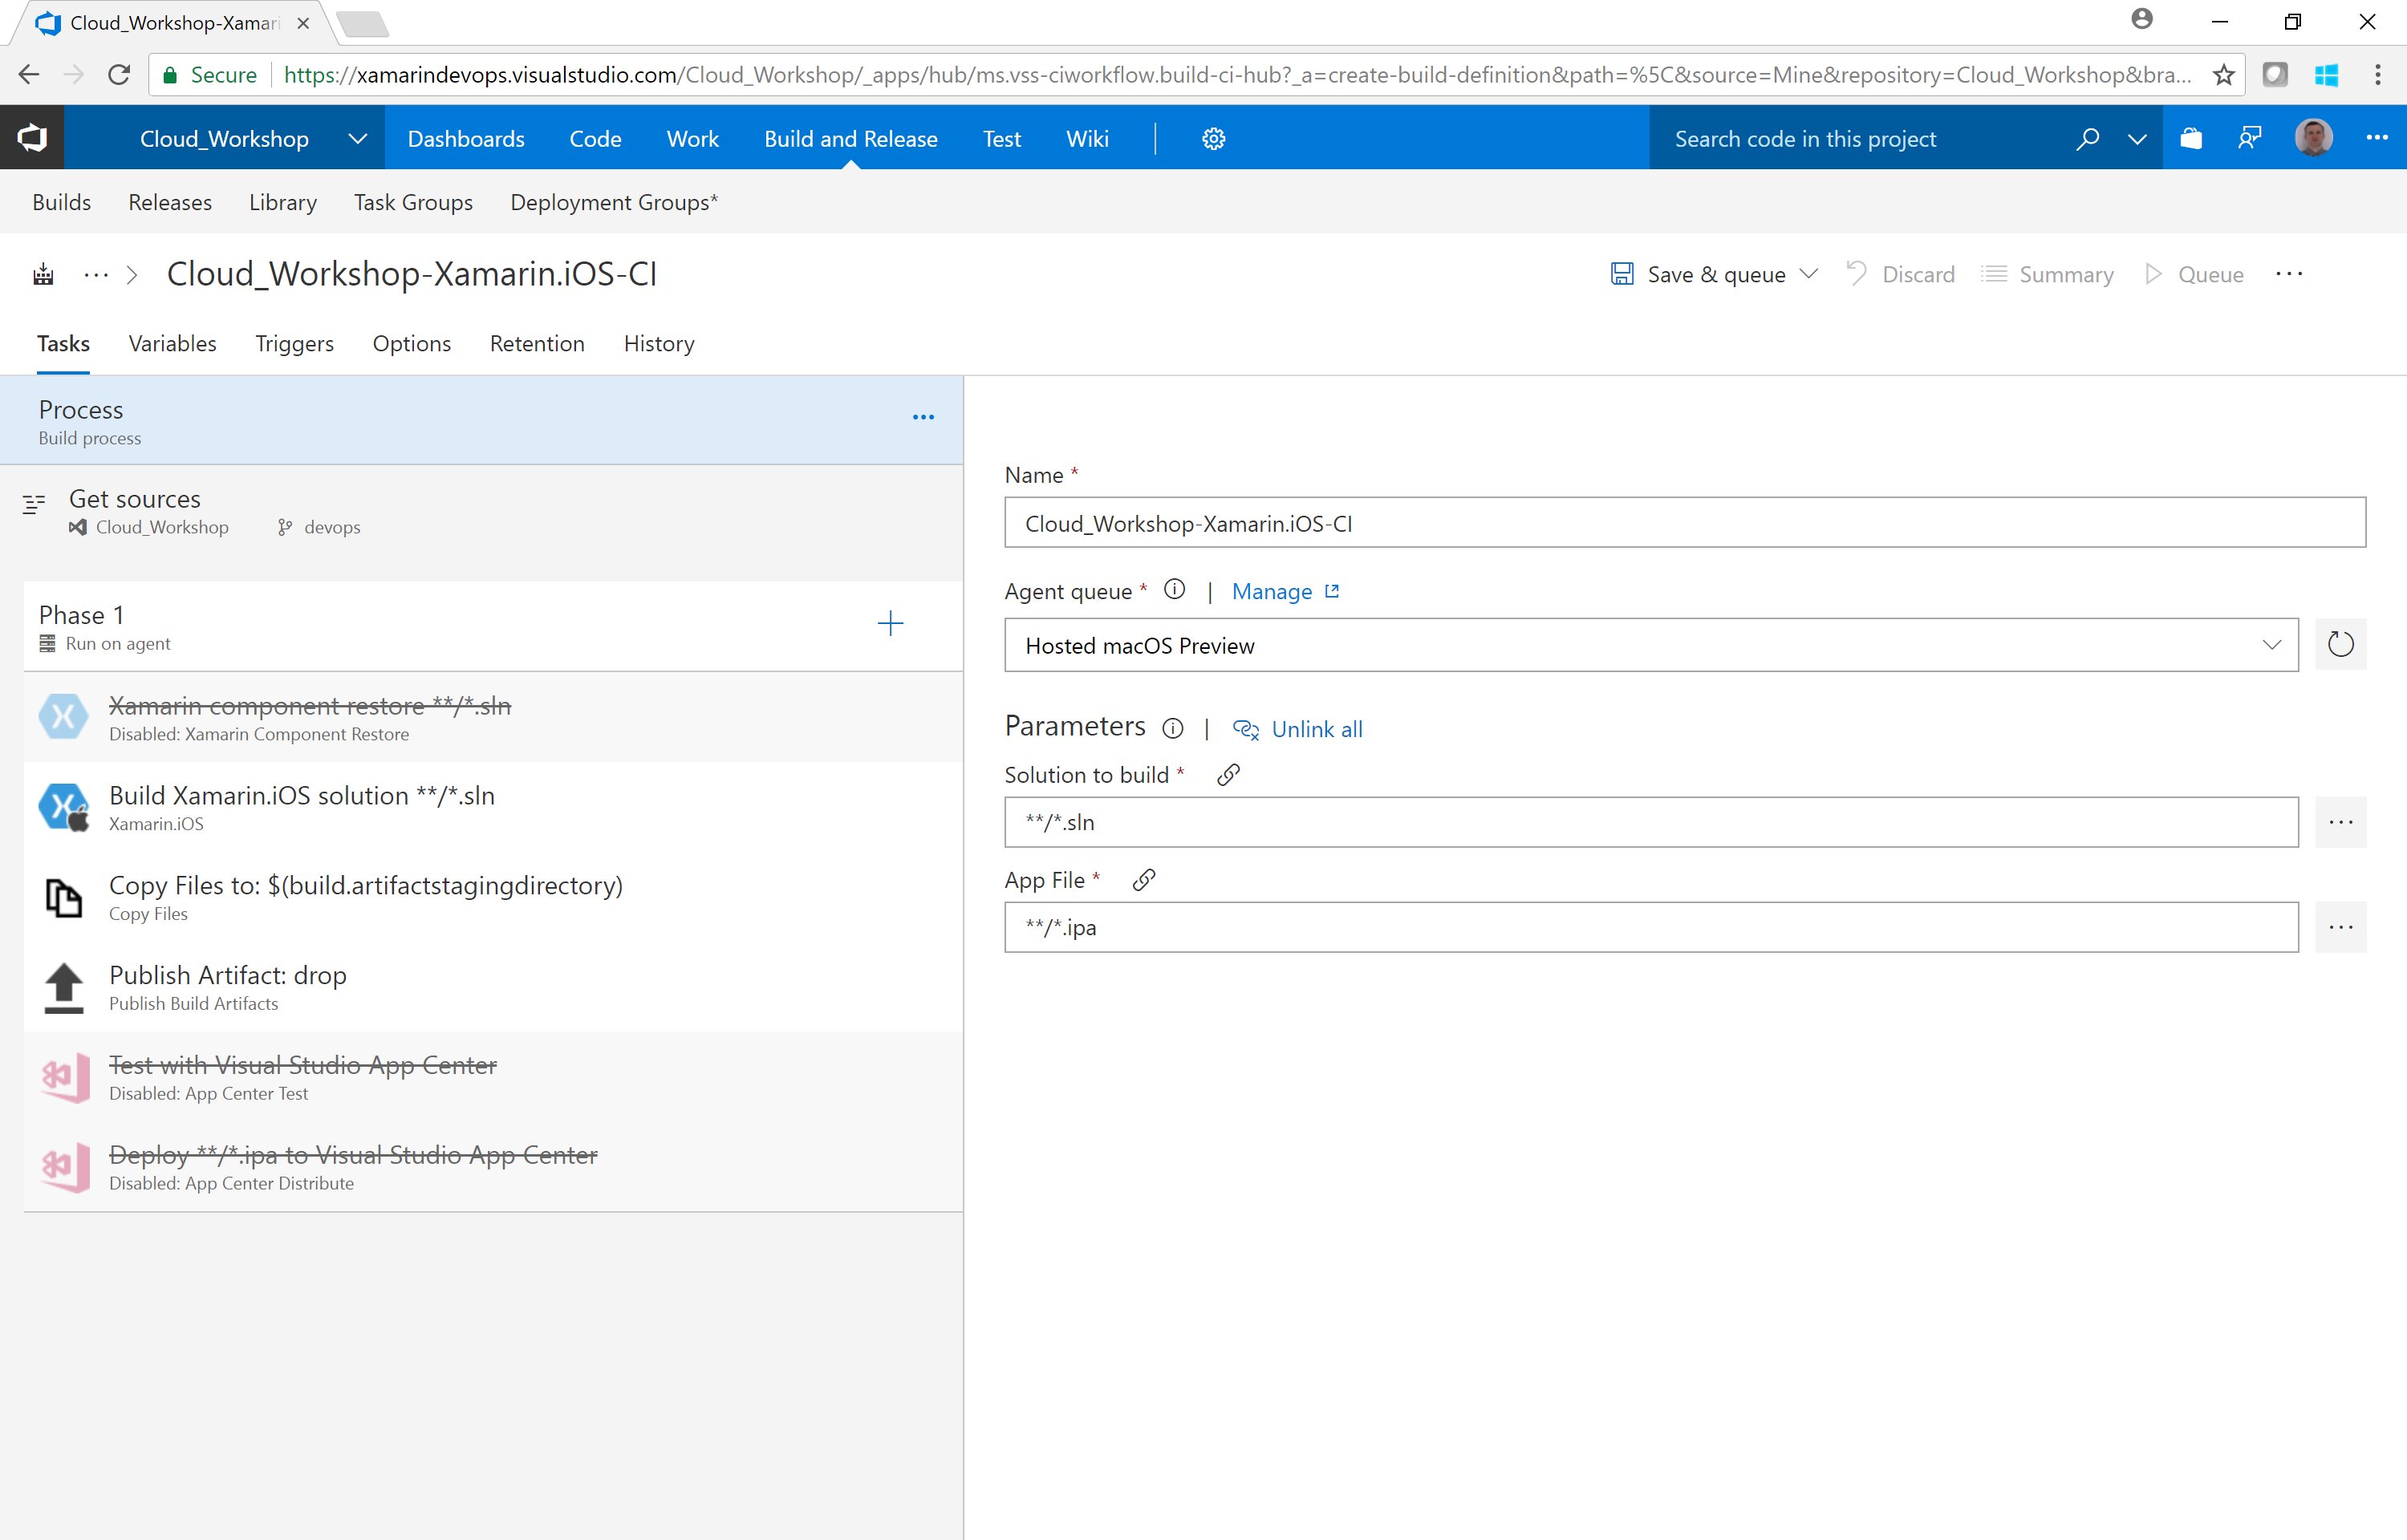 Cloud_Workshop-Xamari
Secure https://xamarindevops.visualstudio.com/Cloud_Workshop/_apps/hub/ms.vss-ciworkflow.build-ci-hub?_a=create-build-definition&path=%5C&source=Mine&repository=Cloud_Workshop&bra...
Cloud_Workshop Dashboards Code Work Build and Release Test Wiki Search code in this project
Builds Releases Library Task Groups Deployment Groups*
... > Cloud_Workshop-Xamarin.iOS-CI Save & queue Discard Summary Queue ...
Tasks Variables Triggers Options Retention History
Process
Build process
Get sources
Cloud_Workshop devops
Phase 1
Run on agent
Xamarin component restore **/*.sln
Disabled: Xamarin Component Restore
Build Xamarin.iOS solution **/*.sln
Xamarin.iOS
Copy Files to: $(build.artifactstagingdirectory)
Copy Files
Publish Artifact: drop
Publish Build Artifacts
Test with Visual Studio App Center
Disabled: App Center Test
Deploy **/*.ipa to Visual Studio App Center
Disabled: App Center Distribute
Name *
Cloud_Workshop-Xamarin.iOS-CI
Agent queue * | Manage
Hosted macOS Preview
Parameters | Unlink all
Solution to build *
**/*.sln
App File *
**/*.ipa